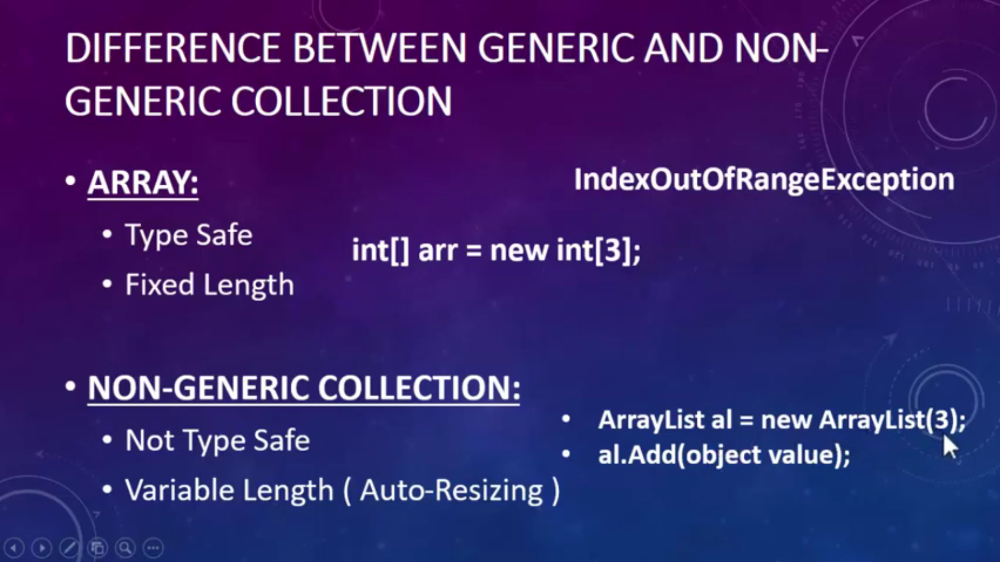 DIFFERENCE BETWEEN GENERIC AND NON-
GENERIC COLLECTION
• ARRAY:
IndexOutOfRangeException
• Type Safe
int[] arr = new int[3];
• Fixed Length
• NON-GENERIC COLLECTION:
• ArrayList al = new ArrayList(3);
• Not Type Safe
• al.Add(object value);
• Variable Length ( Auto-Resizing )